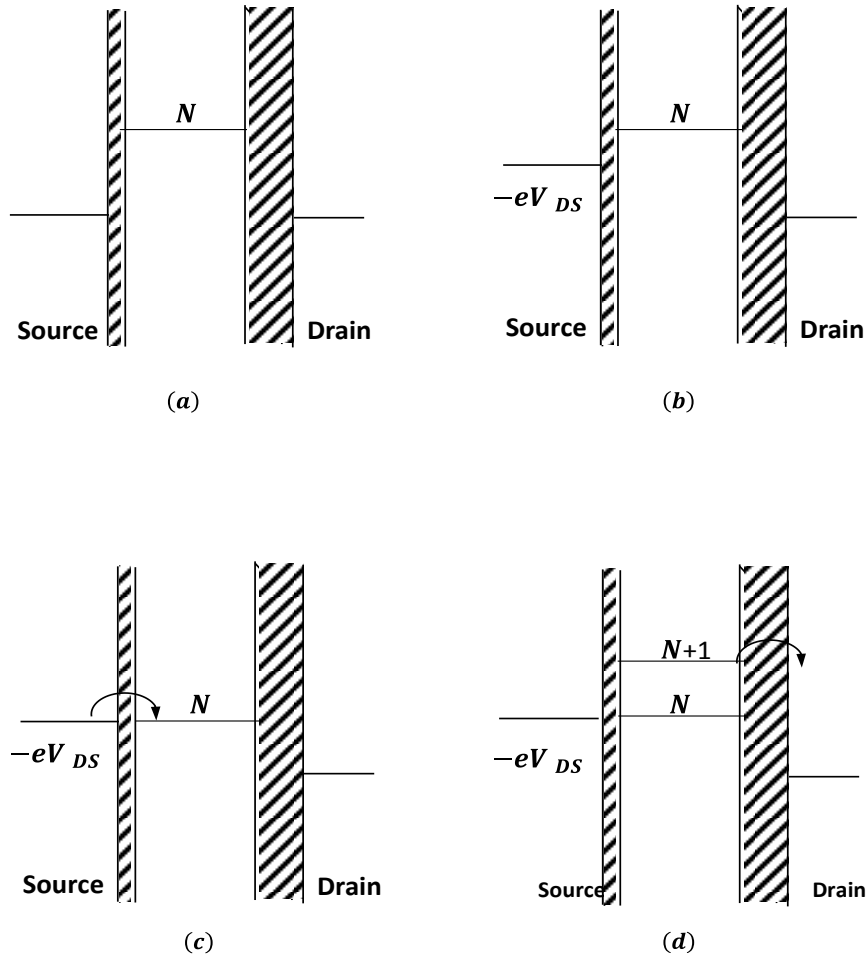 N
Source
Drain
(a)
N
−eV DS
Source
Drain
(b)
N
−eV DS
Source
Drain
(c)
N+1
N
−eV DS
Source
Drain
(d)